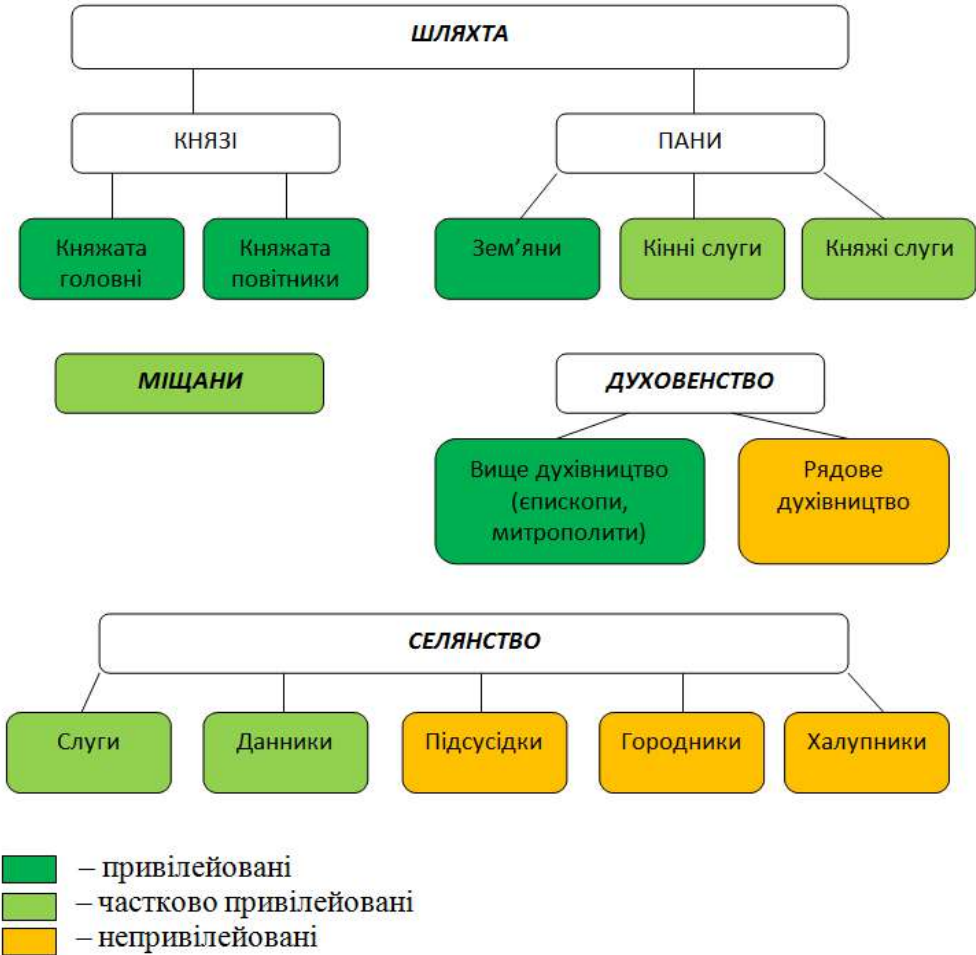 ШЛЯХТА
КНЯЗІ
ПАНИ
Княжата
головні
Княжата
повітники
Зем’яни
Кінні слуги
Княжі слуги
МІЩАНИ
ДУХОВЕНСТВО
Вище духівництво
(єпископи,
митрополити)
Рядове
духівництво
СЕЛЯНСТВО
Слуги
Данники
Підсусідки
Городники
Халупники
– привілейовані
– частково привілейовані
– непривілейовані